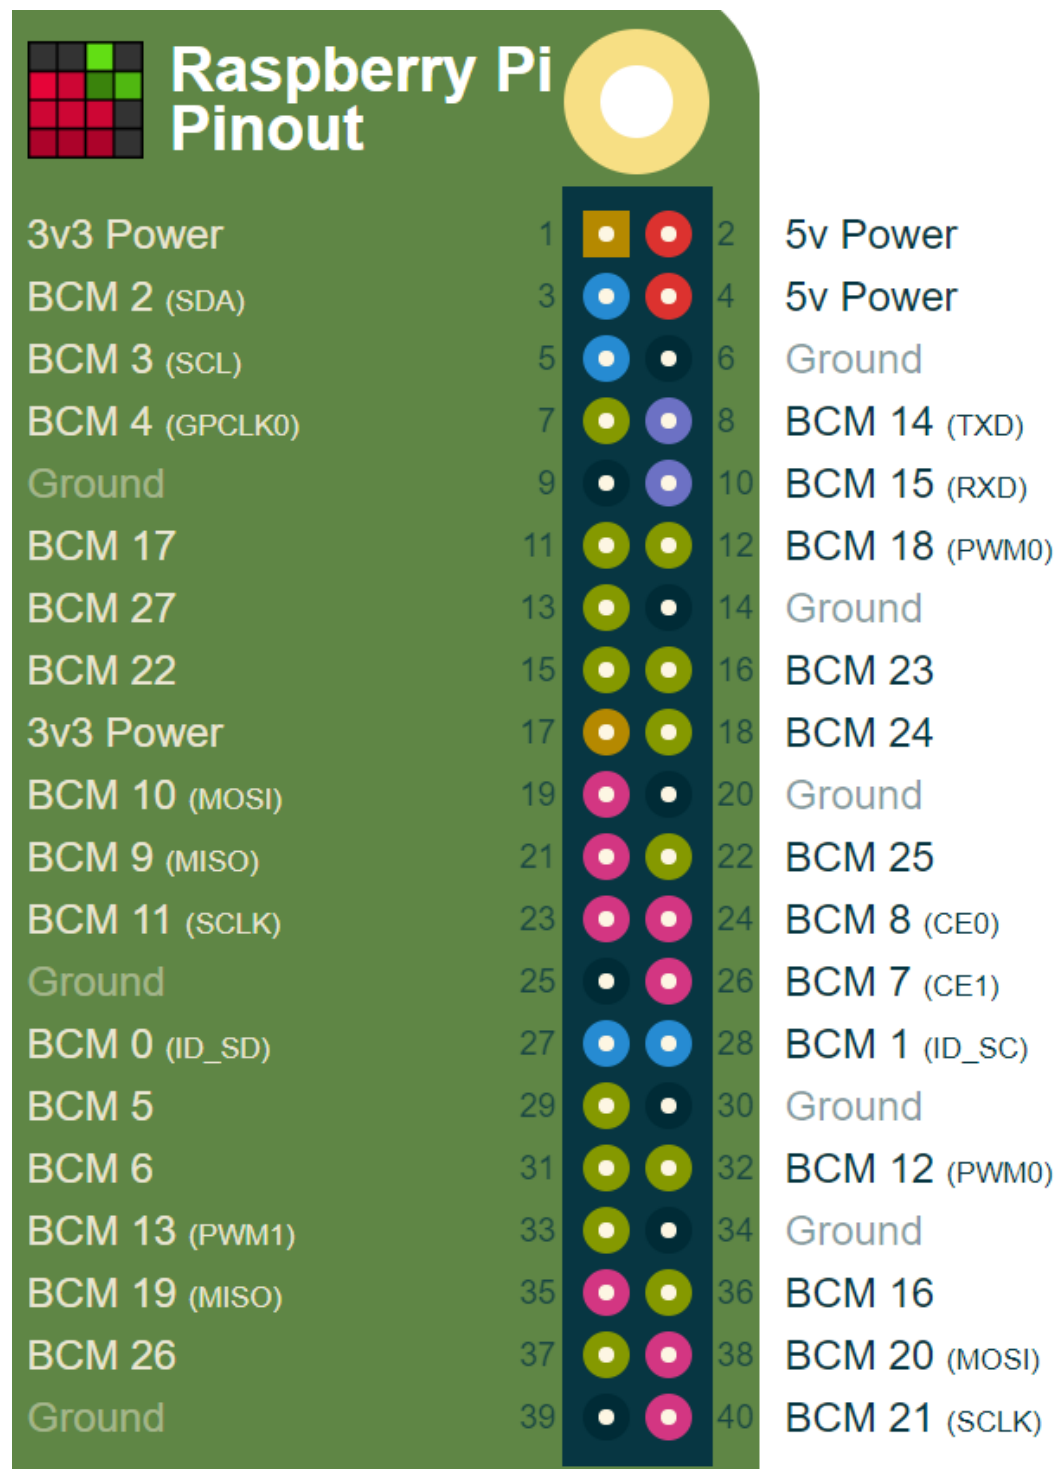 Raspberry Pi
Pinout
3v3 Power 1 2 5v Power
BCM 2 (SDA) 3 4 5v Power
BCM 3 (SCL) 5 6 Ground
BCM 4 (GPCLK0) 7 8 BCM 14 (TXD)
Ground 9 10 BCM 15 (RXD)
BCM 17 11 12 BCM 18 (PWM0)
BCM 27 13 14 Ground
BCM 22 15 16 BCM 23
3v3 Power 17 18 BCM 24
BCM 10 (MOSI) 19 20 Ground
BCM 9 (MISO) 21 22 BCM 25
BCM 11 (SCLK) 23 24 BCM 8 (CE0)
Ground 25 26 BCM 7 (CE1)
BCM 0 (ID_SD) 27 28 BCM 1 (ID_SC)
BCM 5 29 30 Ground
BCM 6 31 32 BCM 12 (PWM0)
BCM 13 (PWM1) 33 34 Ground
BCM 19 (MISO) 35 36 BCM 16
BCM 26 37 38 BCM 20 (MOSI)
Ground 39 40 BCM 21 (SCLK)